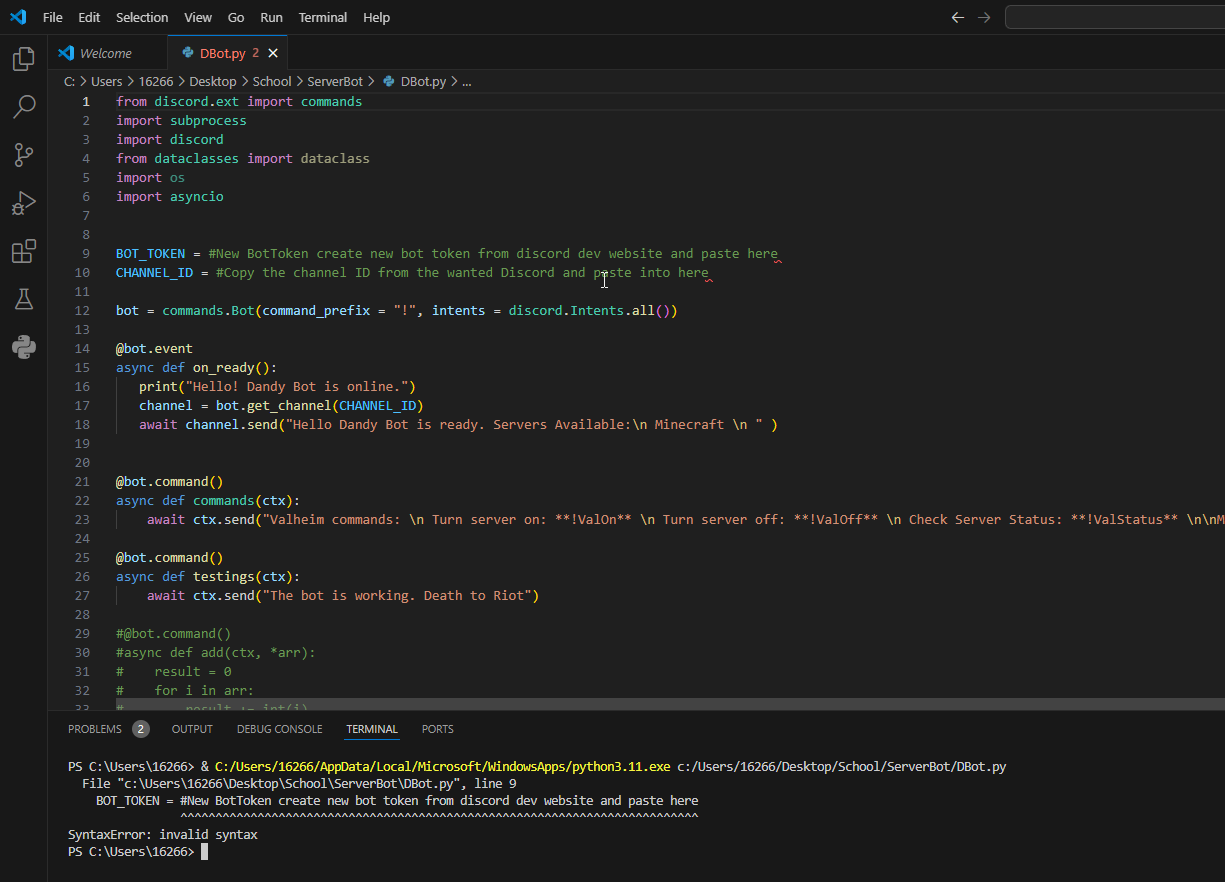 File Edit Selection View Go Run Terminal Help
Welcome DBot.py 2
C: > Users > 16266 > Desktop > School > ServerBot > DBot.py > ...
1 from discord.ext import commands
2 import subprocess
3 import discord
4 from dataclasses import dataclass
5 import os
6 import asyncio
7
8
9 BOT_TOKEN = #New BotToken create new bot token from discord dev website and paste here
10 CHANNEL_ID = #Copy the channel ID from the wanted Discord and paste into here
11
12 bot = commands.Bot(command_prefix = "!", intents = discord.Intents.all())
13
14 @bot.event
15 async def on_ready():
16 print("Hello! Dandy Bot is online.")
17 channel = bot.get_channel(CHANNEL_ID)
18 await channel.send("Hello Dandy Bot is ready. Servers Available:\n Minecraft \n " )
19
20
21 @bot.command()
22 async def commands(ctx):
23 await ctx.send("Valheim commands: \n Turn server on: **!ValOn** \n Turn server off: **!ValOff** \n Check Server Status: **!ValStatus** \n\nM
24
25 @bot.command()
26 async def testings(ctx):
27 await ctx.send("The bot is working. Death to Riot")
28
29 #@bot.command()
30 #async def add(ctx, *arr):
31 # result = 0
32 # for i in arr:
33 # result += int(i)
PROBLEMS 2 OUTPUT DEBUG CONSOLE TERMINAL PORTS
PS C:\Users\16266> & C:/Users/16266/AppData/Local/Microsoft/WindowsApps/python3.11.exe c:/Users/16266/Desktop/School/ServerBot/DBot.py
File "c:\Users\16266\Desktop\School\ServerBot\DBot.py", line 9
BOT_TOKEN = #New BotToken create new bot token from discord dev website and paste here
^^^^^^^^^^^^^^^^^^^^^^^^^^^^^^^^^^^^^^^^^^^^^^^^^^^^^^^^^^^^^^^^^^^^^^^^^^
SyntaxError: invalid syntax
PS C:\Users\16266>